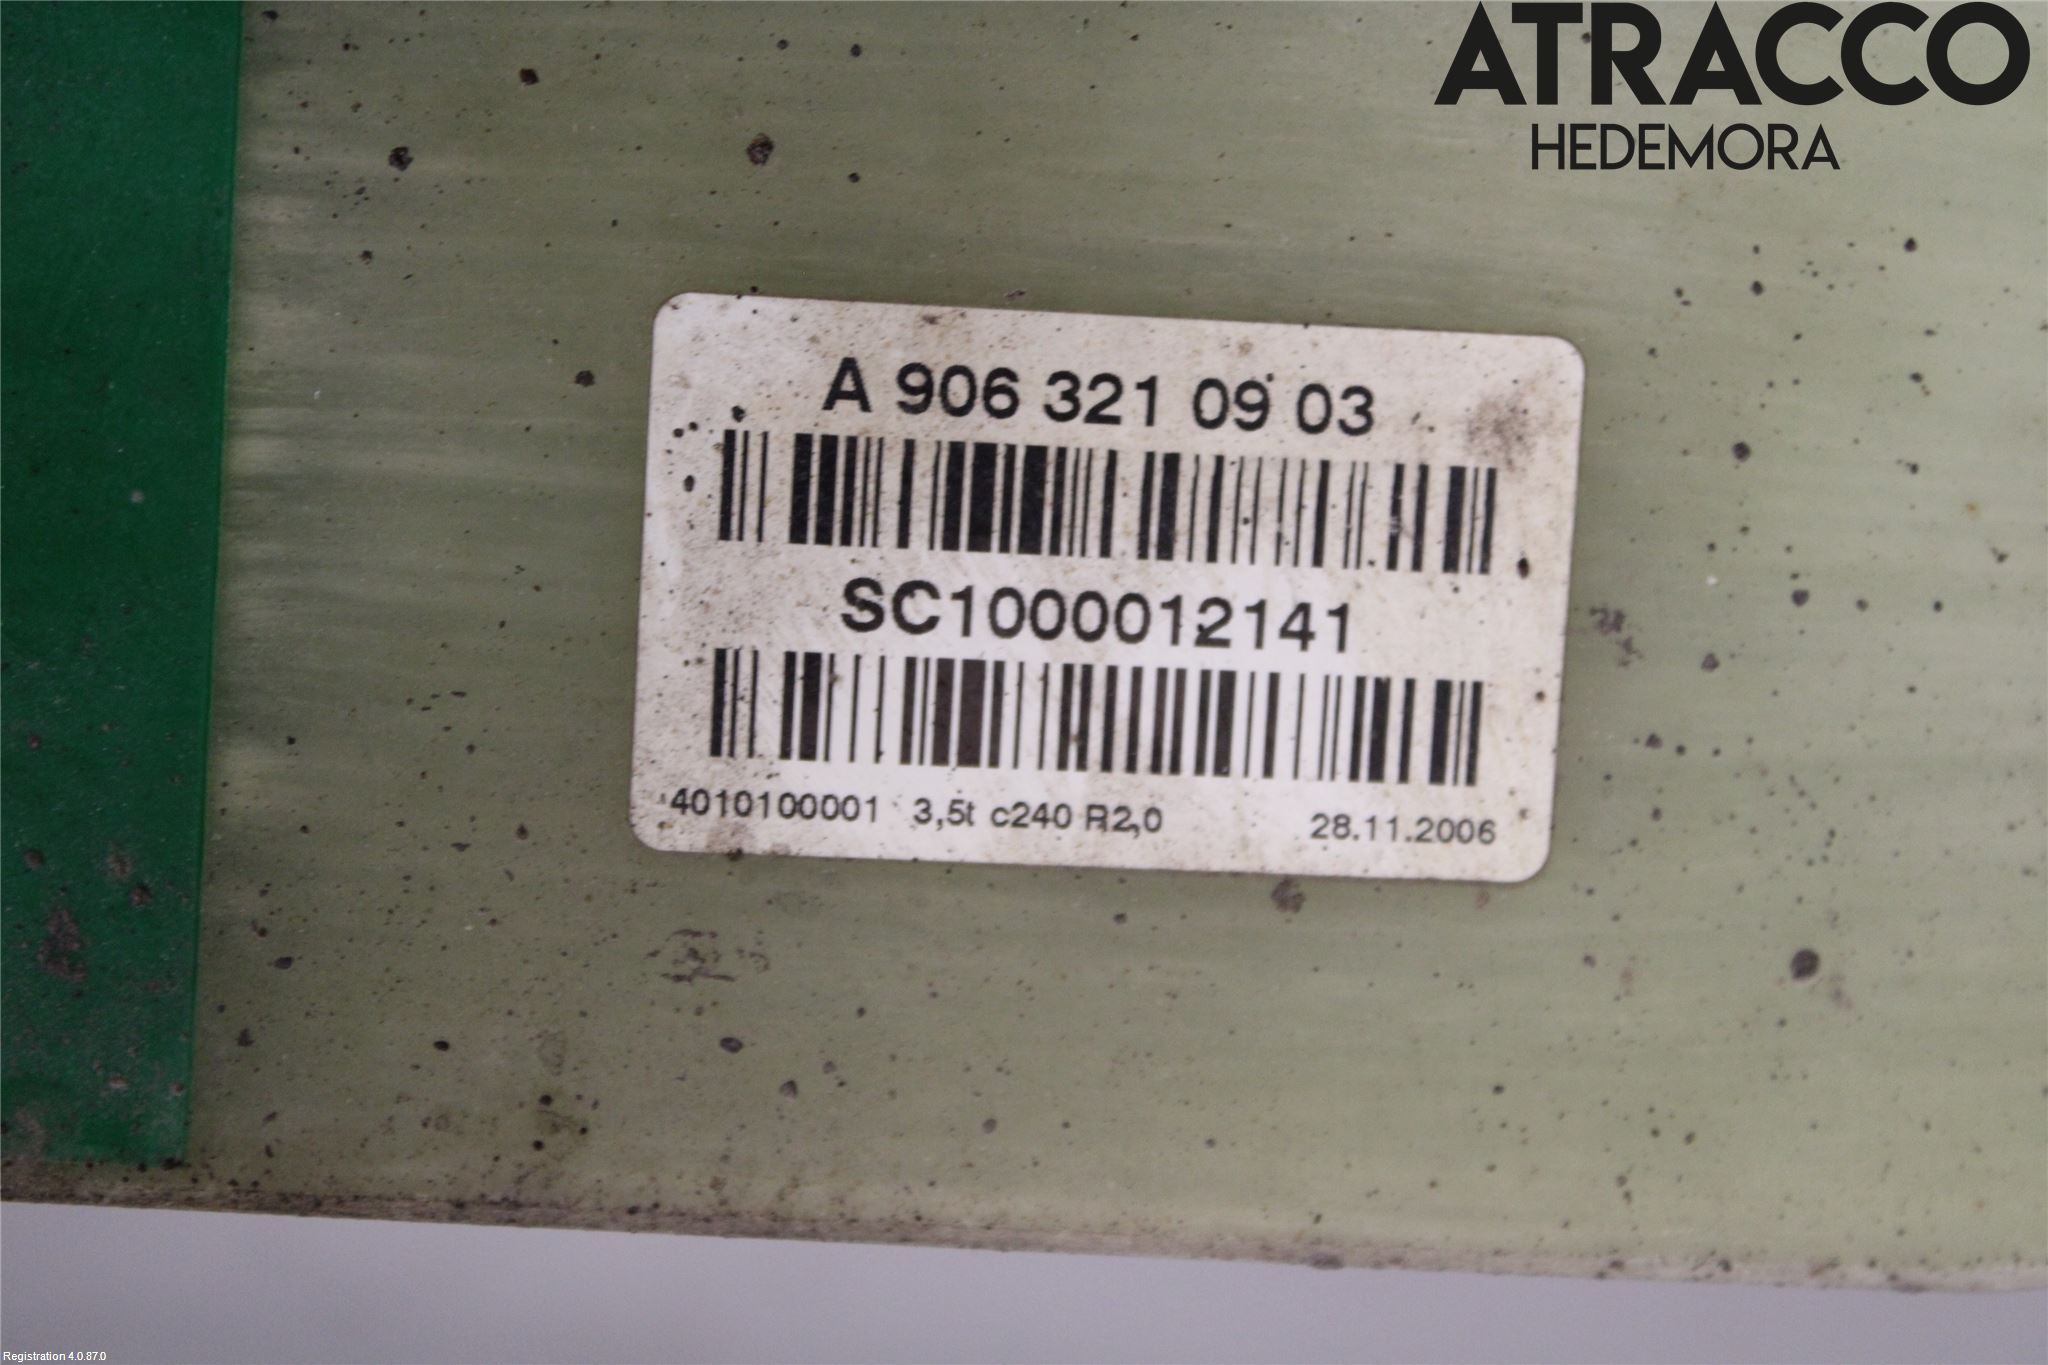 ATRACCO
HEDEMORA
A 906 321 09 03
SC1000012141
4010100001 3,5t c240 R2,0 28.11.2006
Registration 4.0.87.0